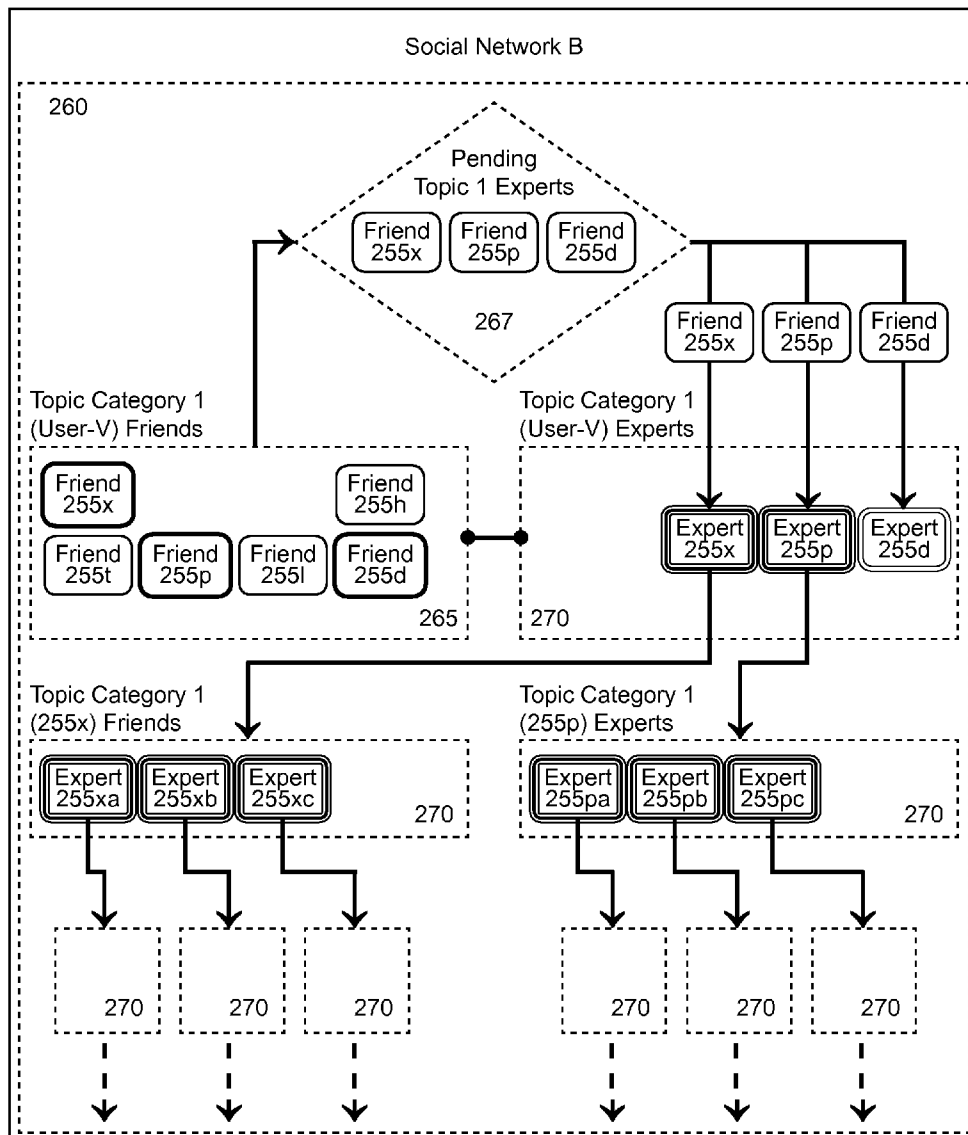 Social Network B
260
Pending
Topic 1 Experts
Friend
255x
Friend
255p
Friend
255d
267
Friend
255x
Friend
255p
Friend
255d
Topic Category 1
(User-V) Friends
Friend
255x
Friend
255h
Friend
255t
Friend
255p
Friend
255l
Friend
255d
265
Topic Category 1
(User-V) Experts
Expert
255x
Expert
255p
Expert
255d
270
Topic Category 1
(255x) Friends
Expert
255xa
Expert
255xb
Expert
255xc
270
Topic Category 1
(255p) Experts
Expert
255pa
Expert
255pb
Expert
255pc
270
270
270
270
270
270
270